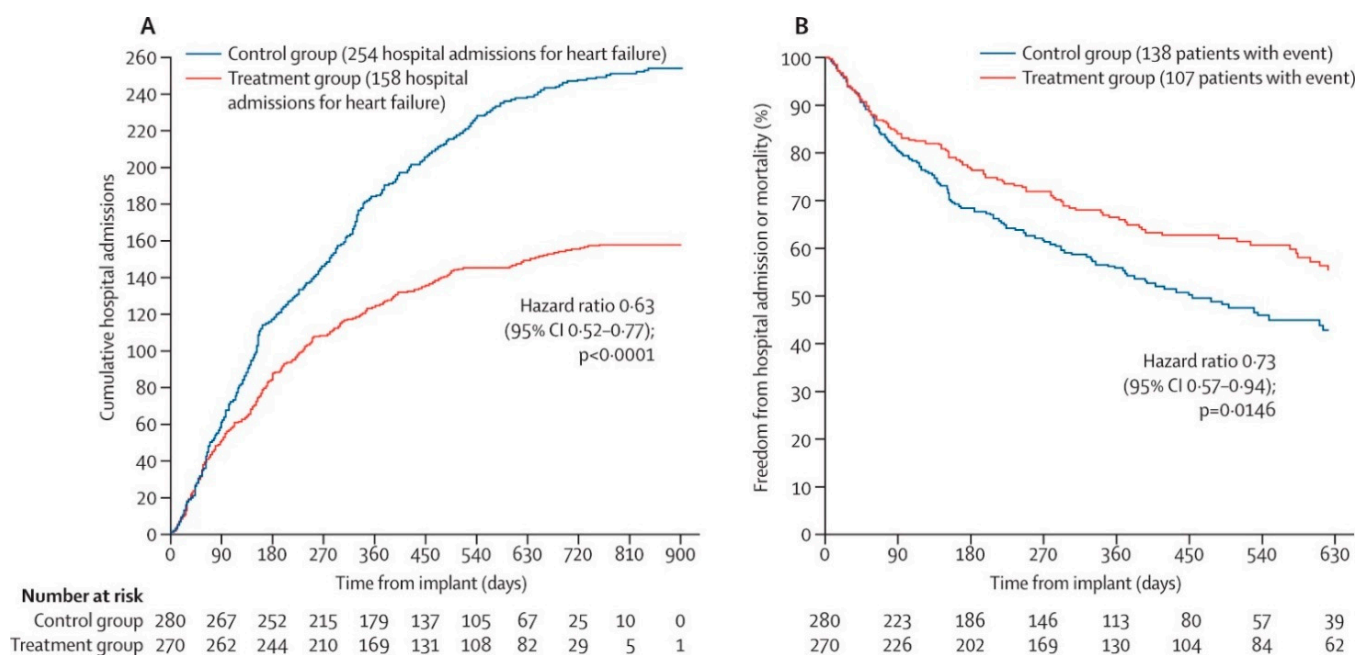 A
Cumulative hospital admissions
260
240
220
200
180
160
140
120
100
80
60
40
20
0
Control group (254 hospital admissions for heart failure)
Treatment group (158 hospital
admissions for heart failure)
Hazard ratio 0·63
(95% CI 0·52–0·77);
p<0·0001
0 90 180 270 360 450 540 630 720 810 900
Time from implant (days)
B
Freedom from hospital admission or mortality (%)
100
90
80
70
60
50
40
30
20
10
0
Control group (138 patients with event)
Treatment group (107 patients with event)
Hazard ratio 0·73
(95% CI 0·57–0·94);
p=0·0146
0 90 180 270 360 450 540 630
Time from implant (days)
Number at risk
Control group 280 267 252 215 179 137 105 67 25 10 0
Treatment group 270 262 244 210 169 131 108 82 29 5 1
280 223 186 146 113 80 57 39
270 226 202 169 130 104 84 62